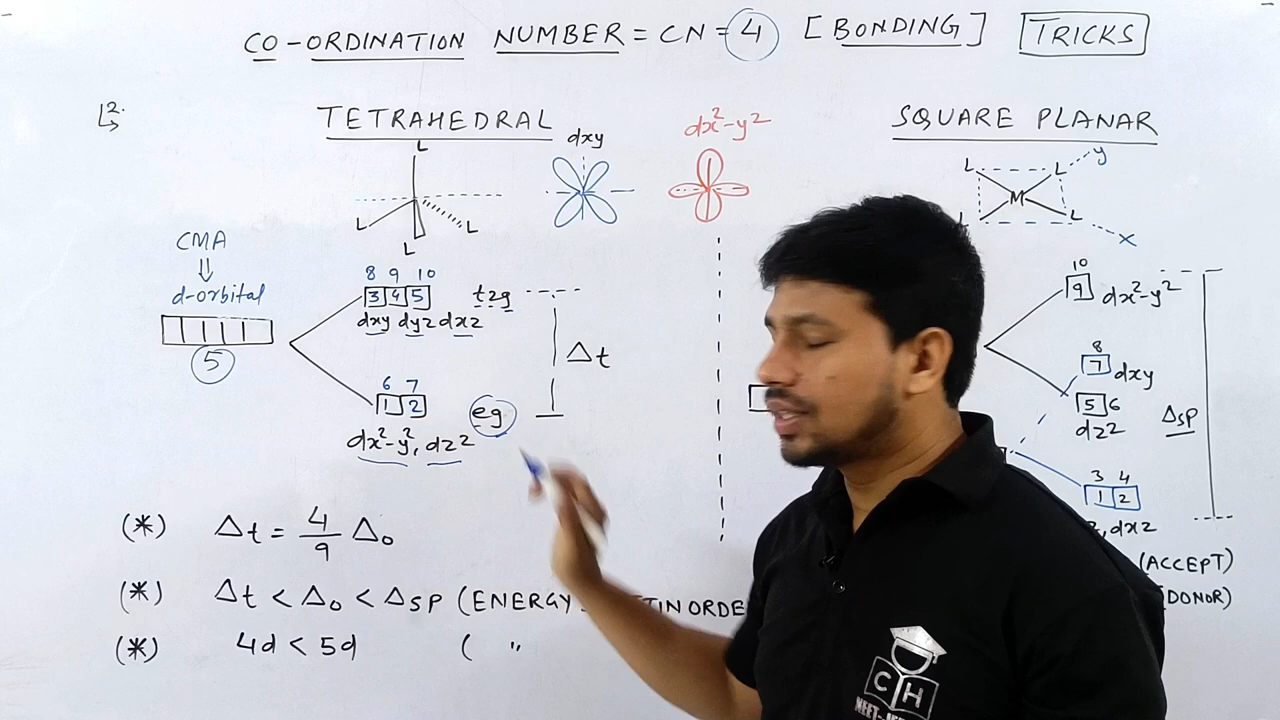 CO-ORDINATION NUMBER = CN = 4 [BONDING] TRICKS
2.
TETRAHEDRAL
L
L
L
L
dxy
dx²-y²
SQUARE PLANAR
L L y
M
L L
x
CMA
⇓
d-orbital
5
8 9 10
3 4 5 t2g
dxy dyz dxz
6 7
1 2 eg
dx²-y², dz2
Δt
10
9 dx²-y²
8
7 dxy
5 6
dz2
3 4
1 2
, dxz
Δsp
(*) Δt = 4/9 Δo
(*) Δt < Δo < Δsp (ENERGY
(*) 4d < 5d ( "
(ACCEPT)
(DONOR)
CH